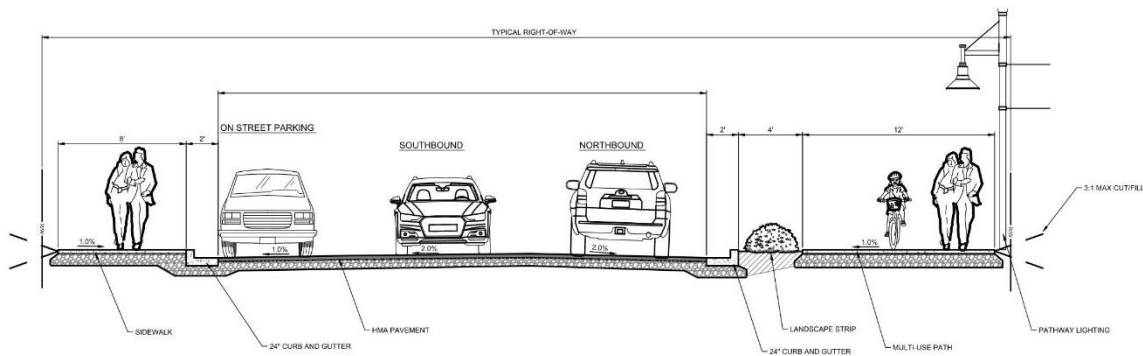 TYPICAL RIGHT-OF-WAY
8'
2'
ON STREET PARKING
SOUTHBOUND
NORTHBOUND
2'
4'
12'
3:1 MAX CUT/FILL
ROW
1.0%
1.0%
2.0%
2.0%
1.0%
ROW
SIDEWALK
24" CURB AND GUTTER
HMA PAVEMENT
LANDSCAPE STRIP
24" CURB AND GUTTER
MULTI-USE PATH
PATHWAY LIGHTING